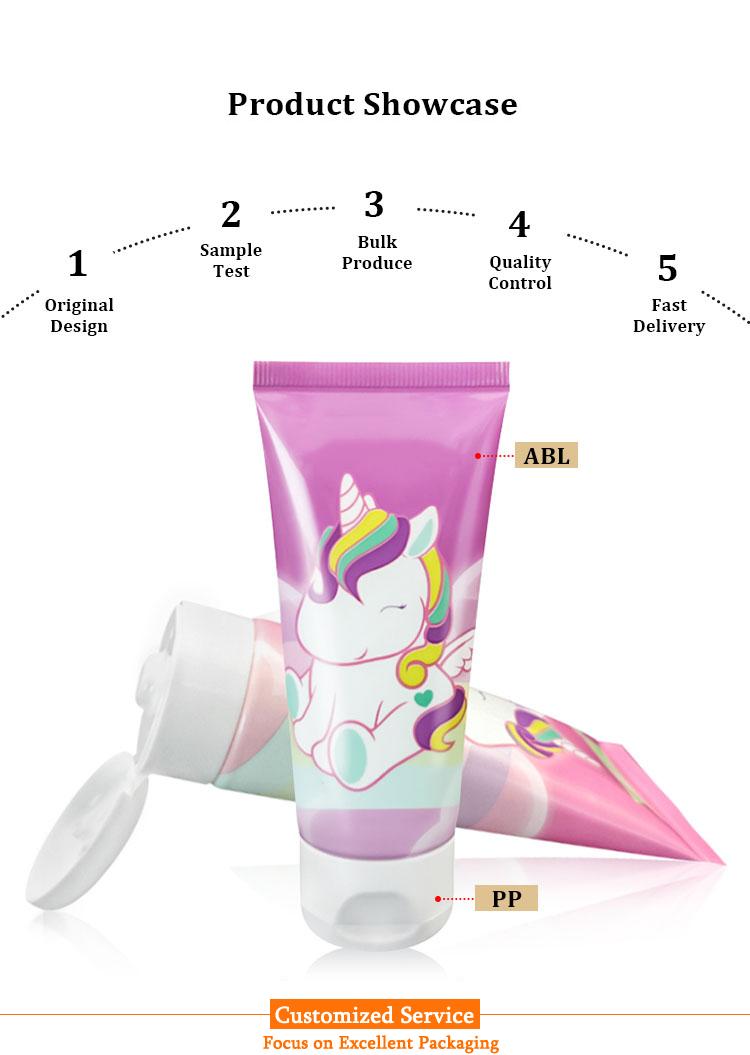 Product Showcase
1
Original
Design
2
Sample
Test
3
Bulk
Produce
4
Quality
Control
5
Fast
Delivery
ABL
PP
Customized Service
Focus on Excellent Packaging